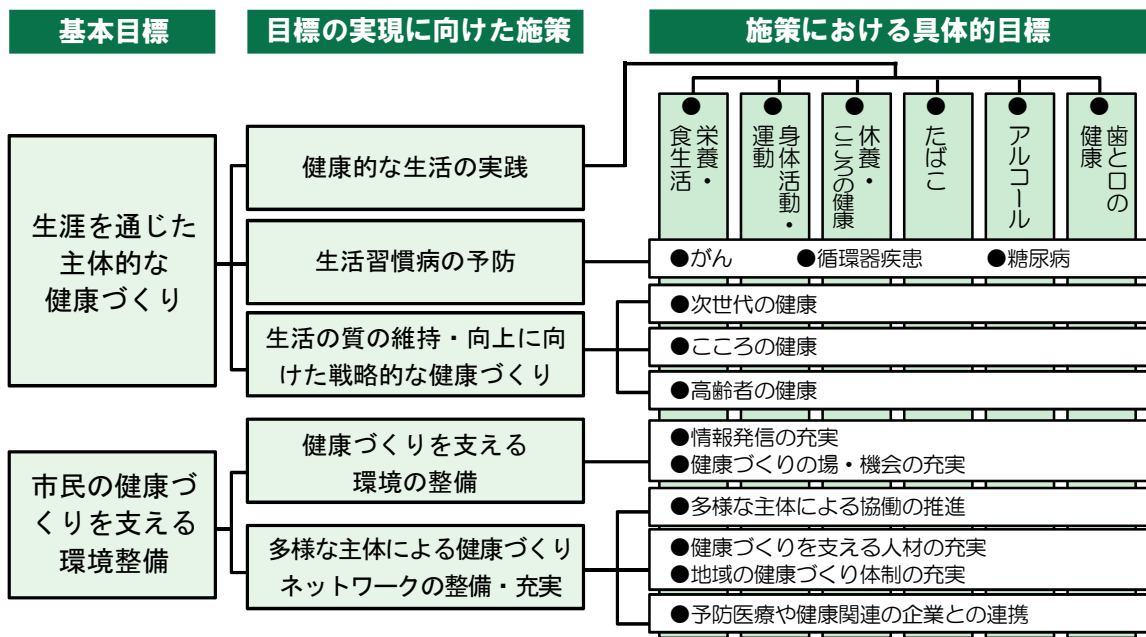 基本目標
目標の実現に向けた施策
施策における具体的目標
生涯を通じた
主体的な
健康づくり
健康的な生活の実践
●栄養・
食生活
●身体活動・
運動
●休養・
こころの健康
●たばこ
●アルコール
●歯と口の
健康
生活習慣病の予防
●がん ●循環器疾患 ●糖尿病
生活の質の維持・向上に向
けた戦略的な健康づくり
●次世代の健康
●こころの健康
●高齢者の健康
市民の健康づ
くりを支える
環境整備
健康づくりを支える
環境の整備
●情報発信の充実
●健康づくりの場・機会の充実
多様な主体による健康づくり
ネットワークの整備・充実
●多様な主体による協働の推進
●健康づくりを支える人材の充実
●地域の健康づくり体制の充実
●予防医療や健康関連の企業との連携